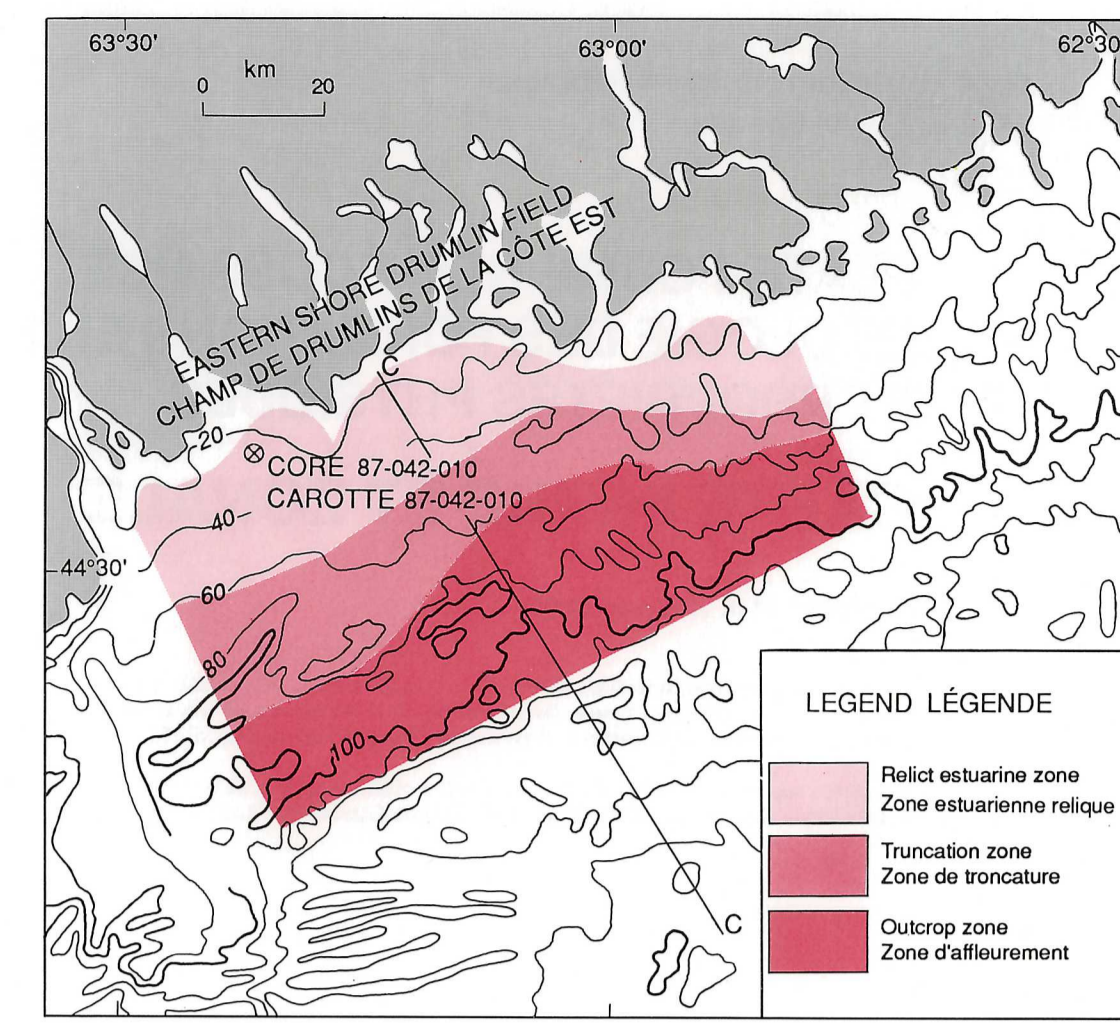 63°30'
63°00'
62°30
km
0 20
EASTERN SHORE DRUMLIN FIELD
CHAMP DE DRUMLINS DE LA CÔTE EST
C
20
CORE 87-042-010
CAROTTE 87-042-010
40
44°30'
60
80
100
C
LEGEND LÉGENDE
Relict estuarine zone
Zone estuarienne relique
Truncation zone
Zone de troncature
Outcrop zone
Zone d'affleurement